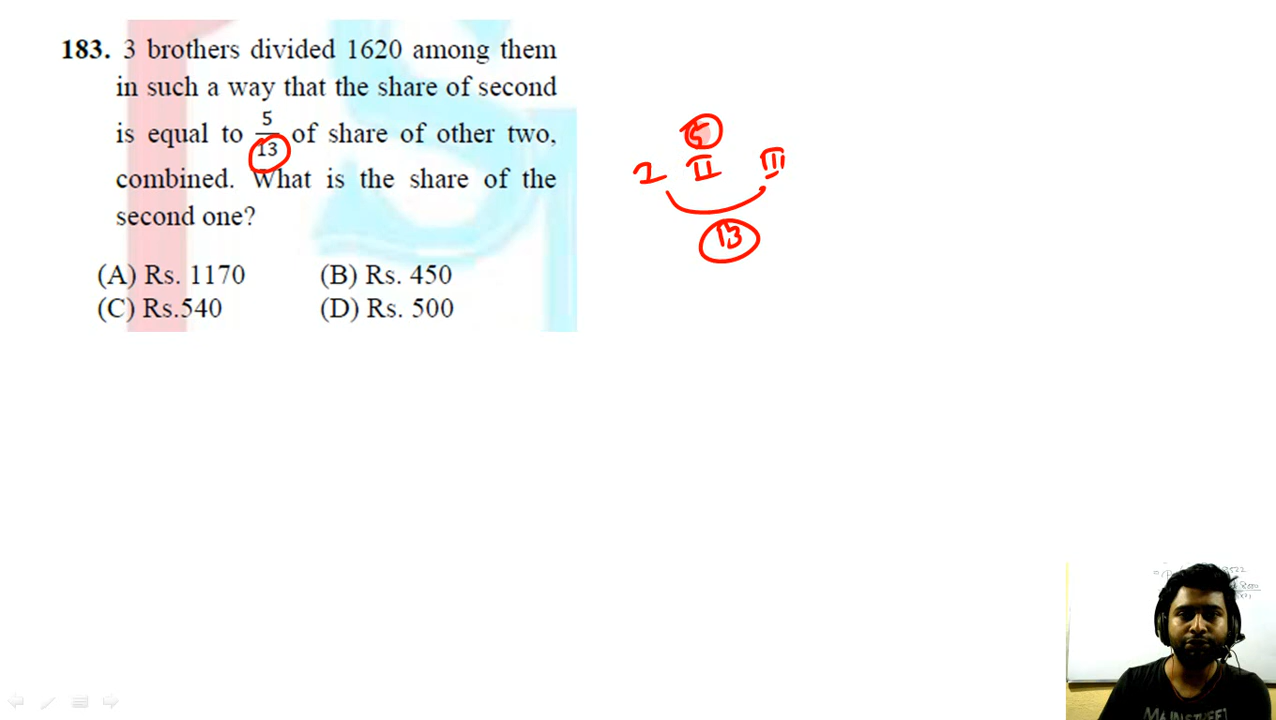 183. 3 brothers divided 1620 among them
in such a way that the share of second
is equal to 5/13 of share of other two,
combined. What is the share of the
second one?
(A) Rs. 1170 (B) Rs. 450
(C) Rs.540 (D) Rs. 500
5
I II III
13
MAINSTREET